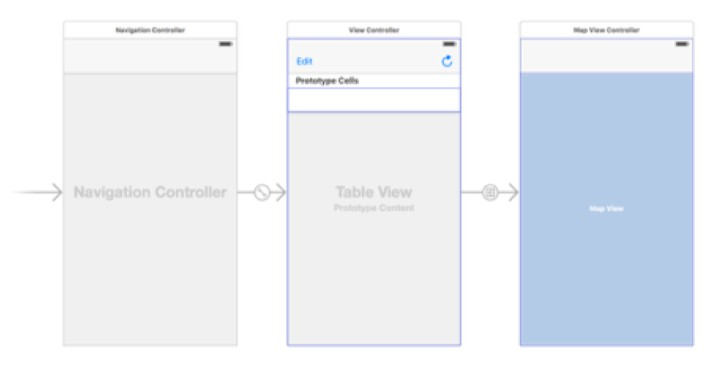 Navigation Controller
View Controller
Map View Controller
Edit
Prototype Cells
Navigation Controller
Table View
Prototype Content
Map View